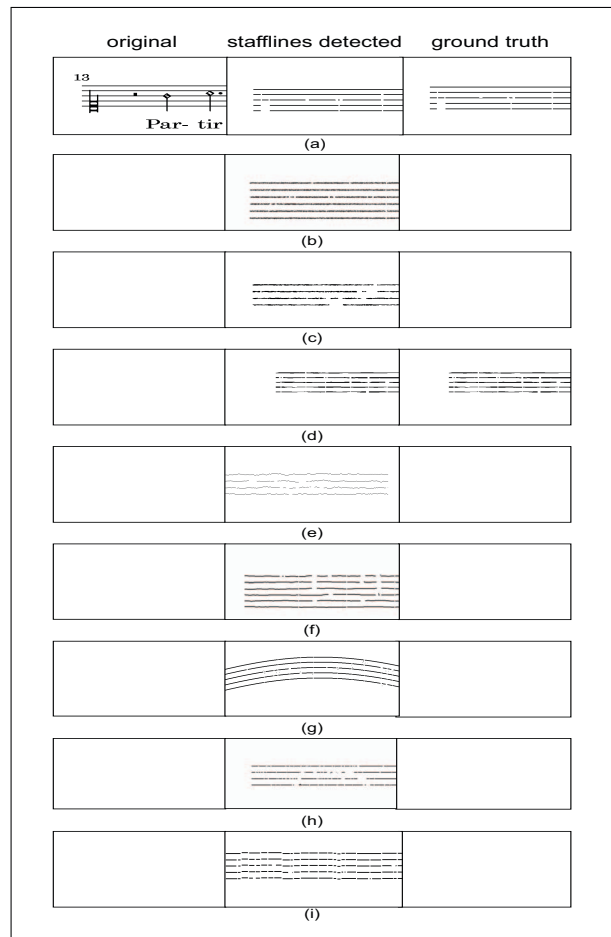 original stafflines detected ground truth
13
Par- tir
(a)
(b)
(c)
(d)
(e)
(f)
(g)
(h)
(i)